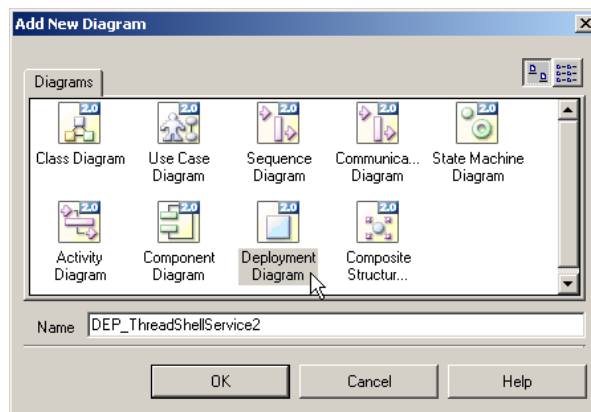 Add New Diagram
Diagrams
2.0 2.0 2.0 2.0 2.0
Class Diagram Use Case Diagram Sequence Diagram Communica... Diagram State Machine Diagram
2.0 2.0 2.0 2.0
Activity Diagram Component Diagram Deployment Diagram Composite Structur...
Name DEP_ThreadShellService2
OK Cancel Help